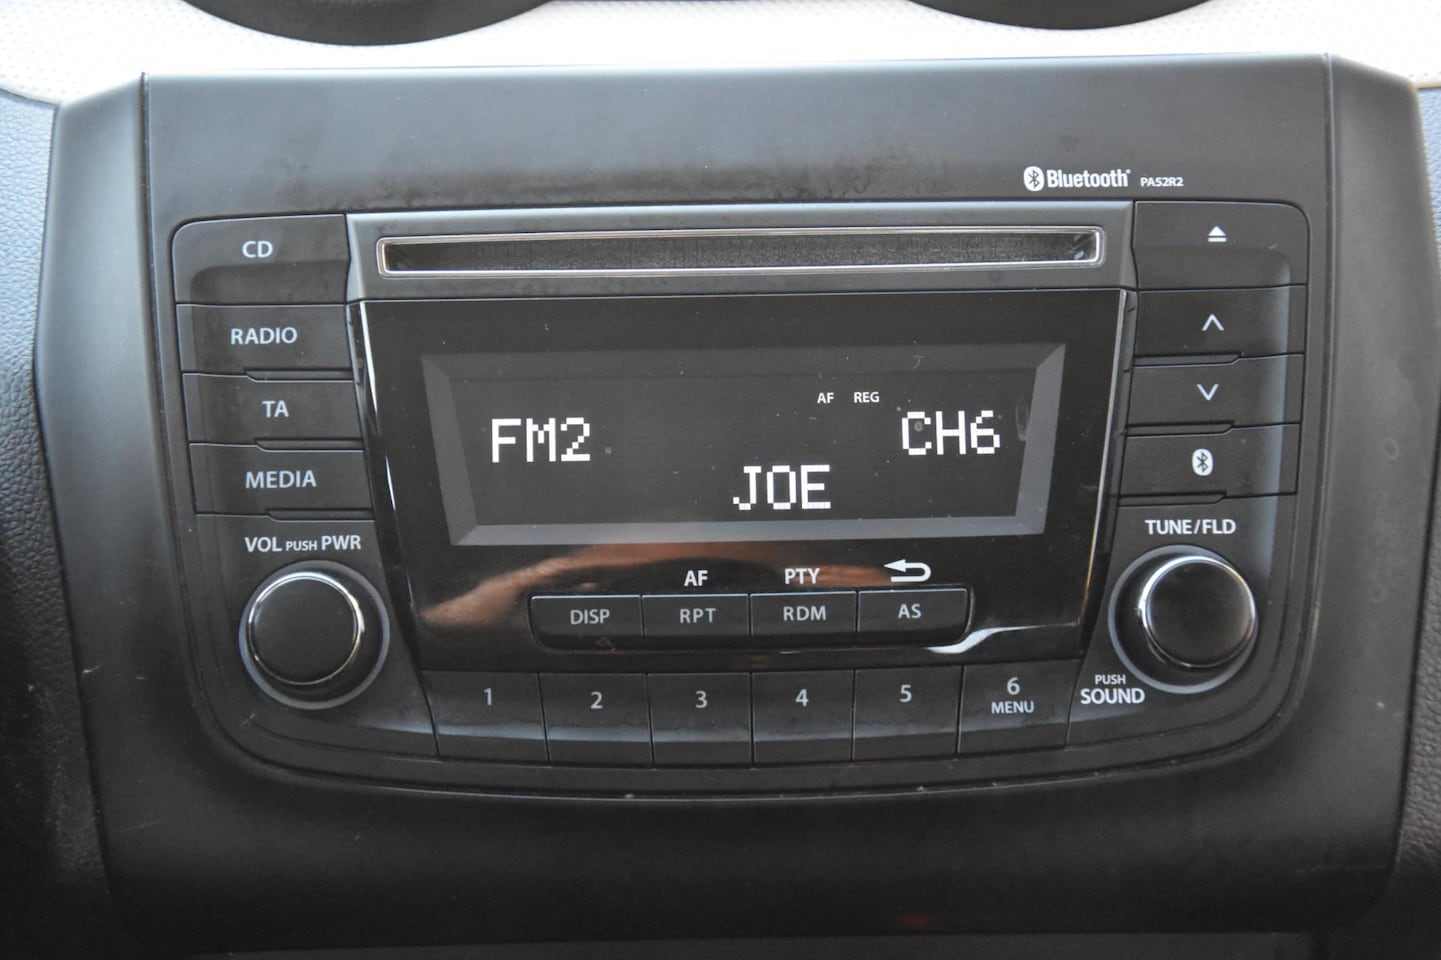 Bluetooth® PA52R2
CD
RADIO
TA
MEDIA
VOL PUSH PWR
AF REG
FM2 CH6
JOE
TUNE/FLD
AF PTY
DISP RPT RDM AS
PUSH
SOUND
1 2 3 4 5 6
MENU